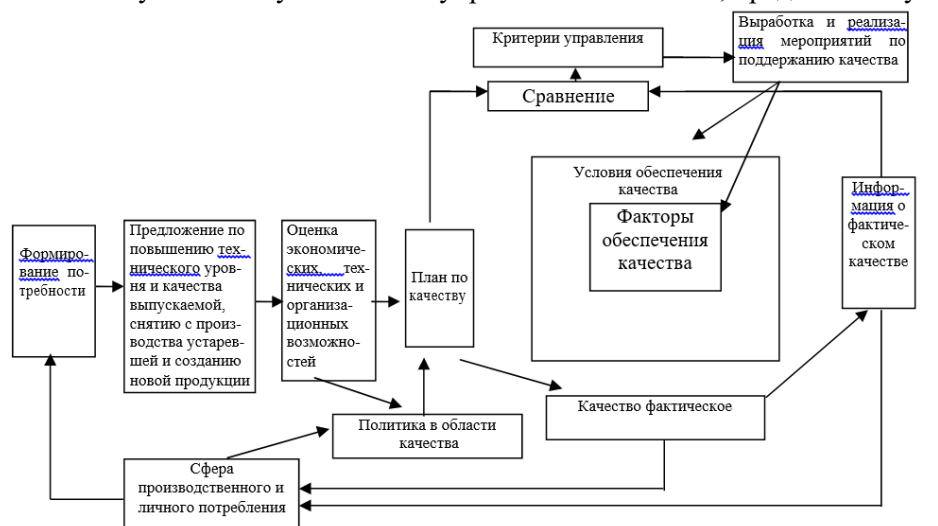 Критерии управления
Выработка и реализа-
ция мероприятий по
поддержанию качества
Сравнение
Условия обеспечения
качества
Факторы
обеспечения
качества
Инфор-
мация о
фактиче-
ском
качестве
Формиро-
вание по-
требности
Предложение по
повышению тех-
нического уров-
ня и качества
выпускаемой,
снятию с произ-
водства устарев-
шей и созданию
новой продукции
Оценка
экономиче-
ских, тех-
нических и
организа-
ционных
возможно-
стей
План по
качеству
Качество фактическое
Политика в области
качества
Сфера
производственного и
личного потребления